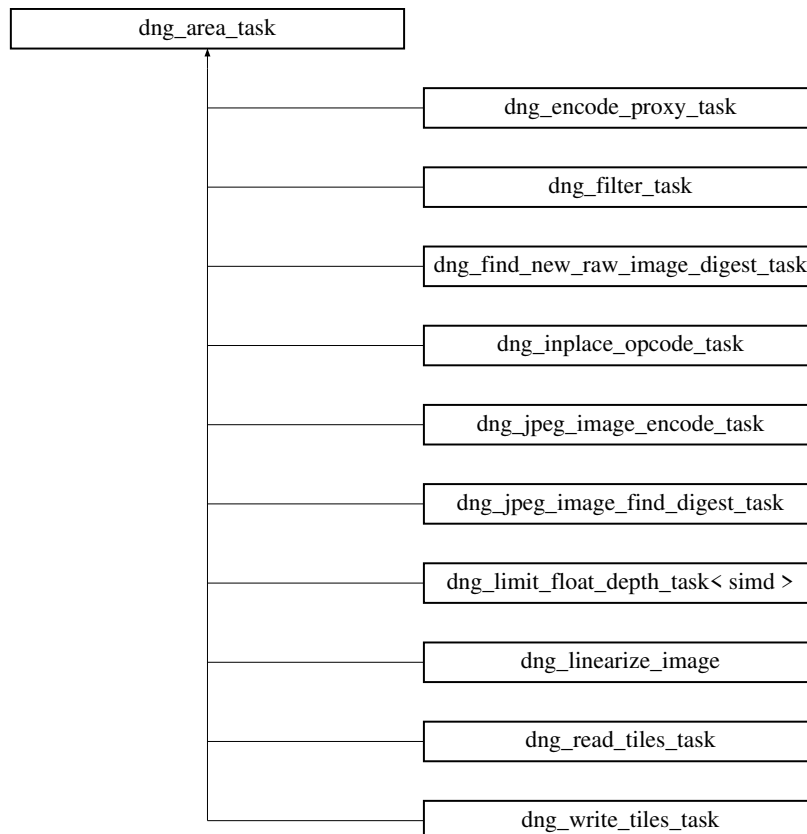 dng_area_task
dng_encode_proxy_task
dng_filter_task
dng_find_new_raw_image_digest_task
dng_inplace_opcode_task
dng_jpeg_image_encode_task
dng_jpeg_image_find_digest_task
dng_limit_float_depth_task< simd >
dng_linearize_image
dng_read_tiles_task
dng_write_tiles_task